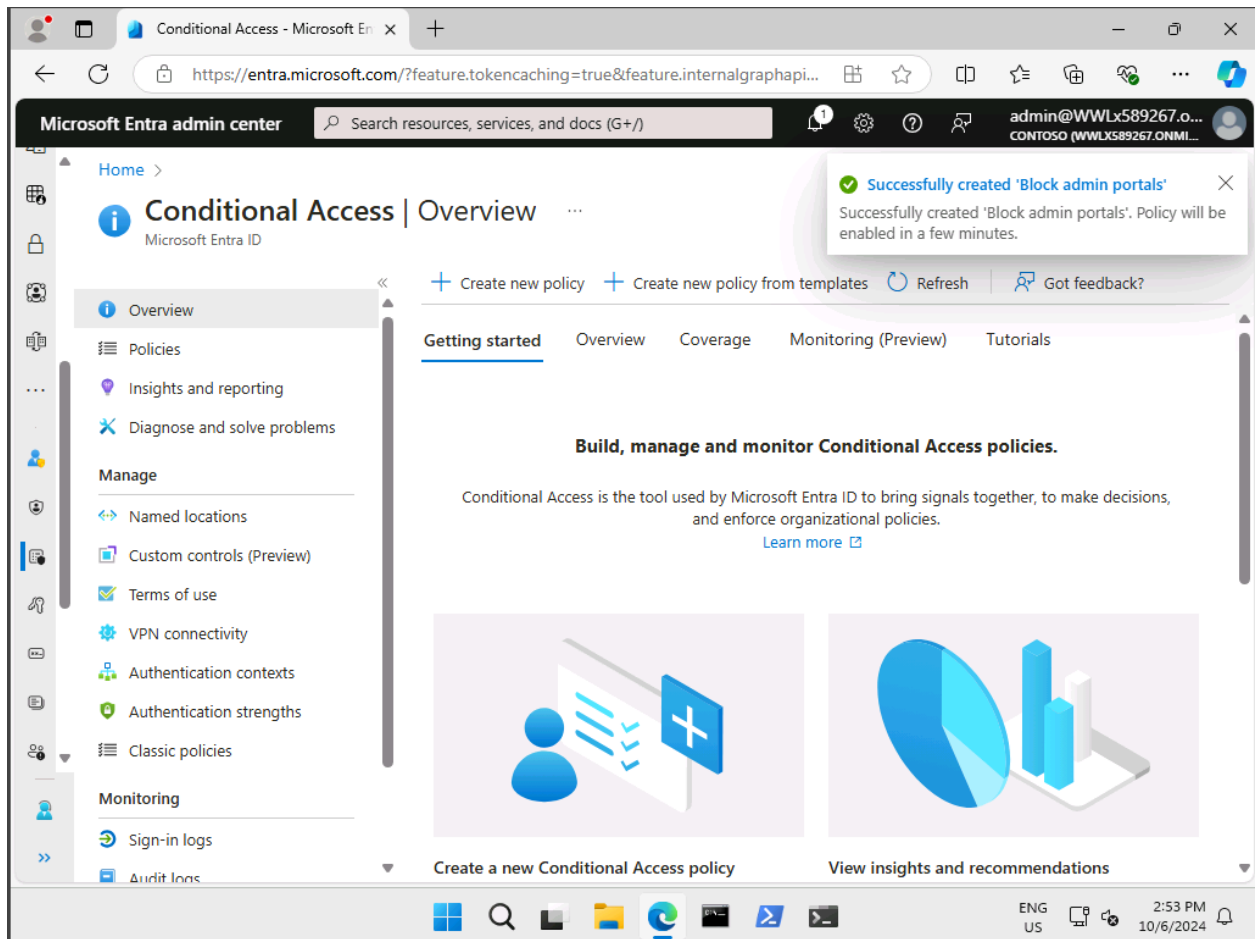 Conditional Access - Microsoft En
https://entra.microsoft.com/?feature.tokencaching=true&feature.internalgraphapi...
Microsoft Entra admin center
Search resources, services, and docs (G+/)
1
admin@WWLx589267.o...
CONTOSO (WWLX589267.ONMI...
Home >
Conditional Access | Overview ...
Microsoft Entra ID
Successfully created 'Block admin portals'
Successfully created 'Block admin portals'. Policy will be
enabled in a few minutes.
Create new policy
Create new policy from templates
Refresh
Got feedback?
Overview
Policies
Insights and reporting
Diagnose and solve problems
Manage
Named locations
Custom controls (Preview)
Terms of use
VPN connectivity
Authentication contexts
Authentication strengths
Classic policies
Monitoring
Sign-in logs
Audit logs
Getting started
Overview
Coverage
Monitoring (Preview)
Tutorials
Build, manage and monitor Conditional Access policies.
Conditional Access is the tool used by Microsoft Entra ID to bring signals together, to make decisions,
and enforce organizational policies.
Learn more
Create a new Conditional Access policy
View insights and recommendations
ENG
US
2:53 PM
10/6/2024